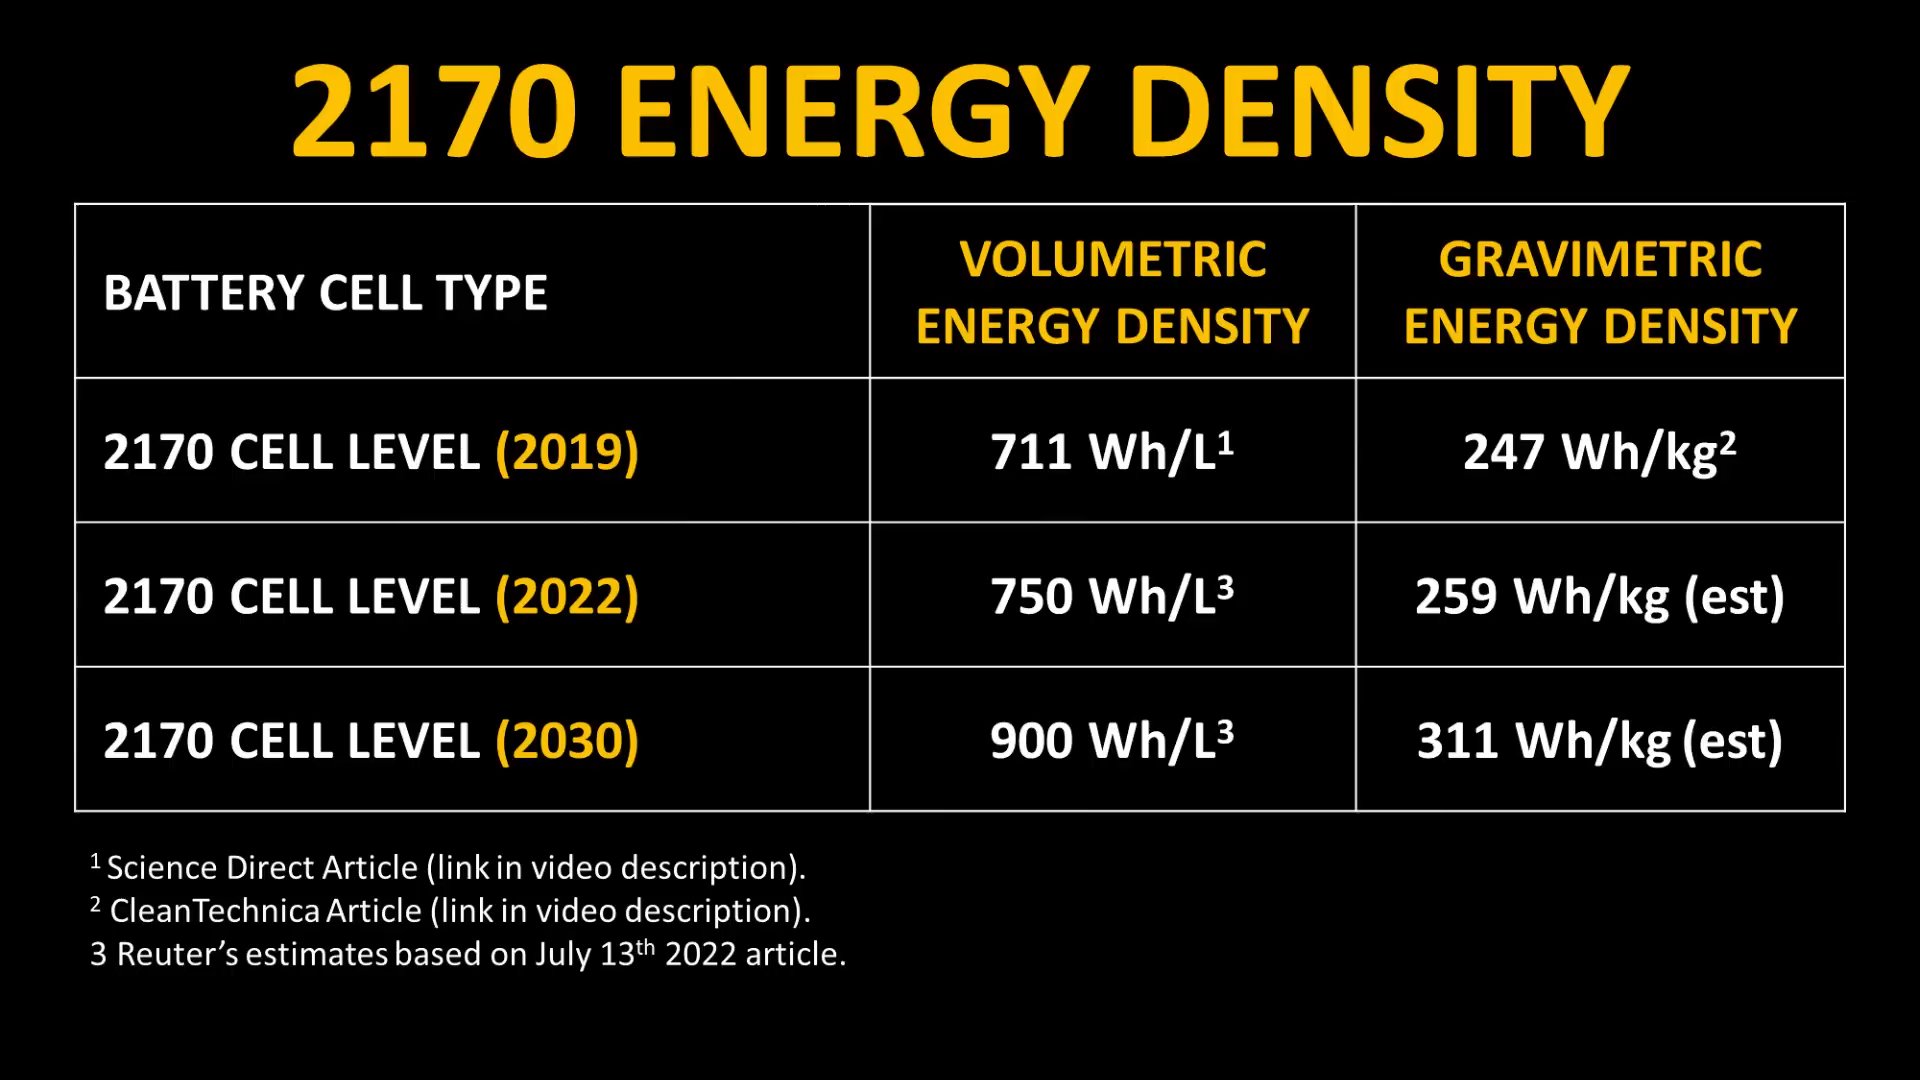 2170 ENERGY DENSITY
BATTERY CELL TYPE
VOLUMETRIC
ENERGY DENSITY
GRAVIMETRIC
ENERGY DENSITY
2170 CELL LEVEL (2019)
711 Wh/L¹
247 Wh/kg²
2170 CELL LEVEL (2022)
750 Wh/L³
259 Wh/kg (est)
2170 CELL LEVEL (2030)
900 Wh/L³
311 Wh/kg (est)
¹ Science Direct Article (link in video description).
² CleanTechnica Article (link in video description).
3 Reuter’s estimates based on July 13ᵗʰ 2022 article.